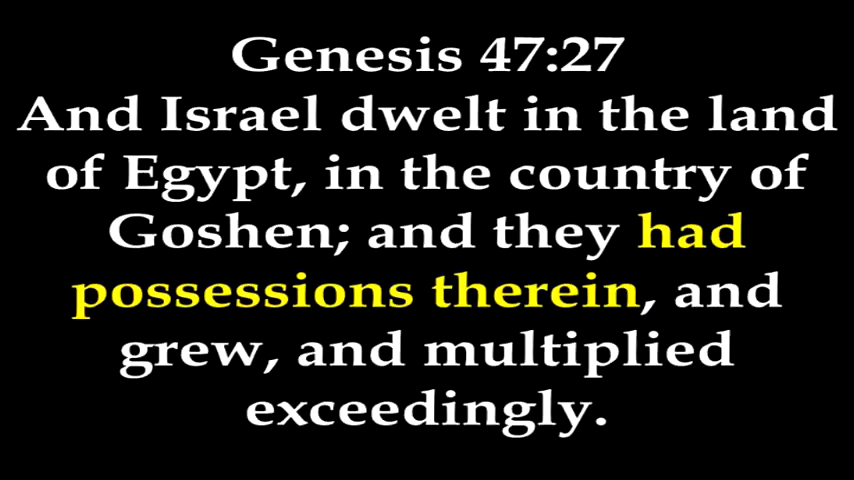 Genesis 47:27
And Israel dwelt in the land
of Egypt, in the country of
Goshen; and they had
possessions therein, and
grew, and multiplied
exceedingly.